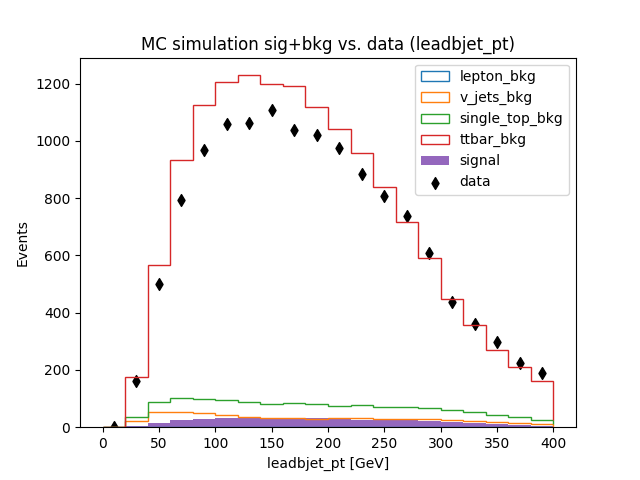 MC simulation sig+bkg vs. data (leadbjet_pt)
1200
1000
800
600
400
200
0
Events
lepton_bkg
v_jets_bkg
single_top_bkg
ttbar_bkg
signal
data
0 50 100 150 200 250 300 350 400
leadbjet_pt [GeV]